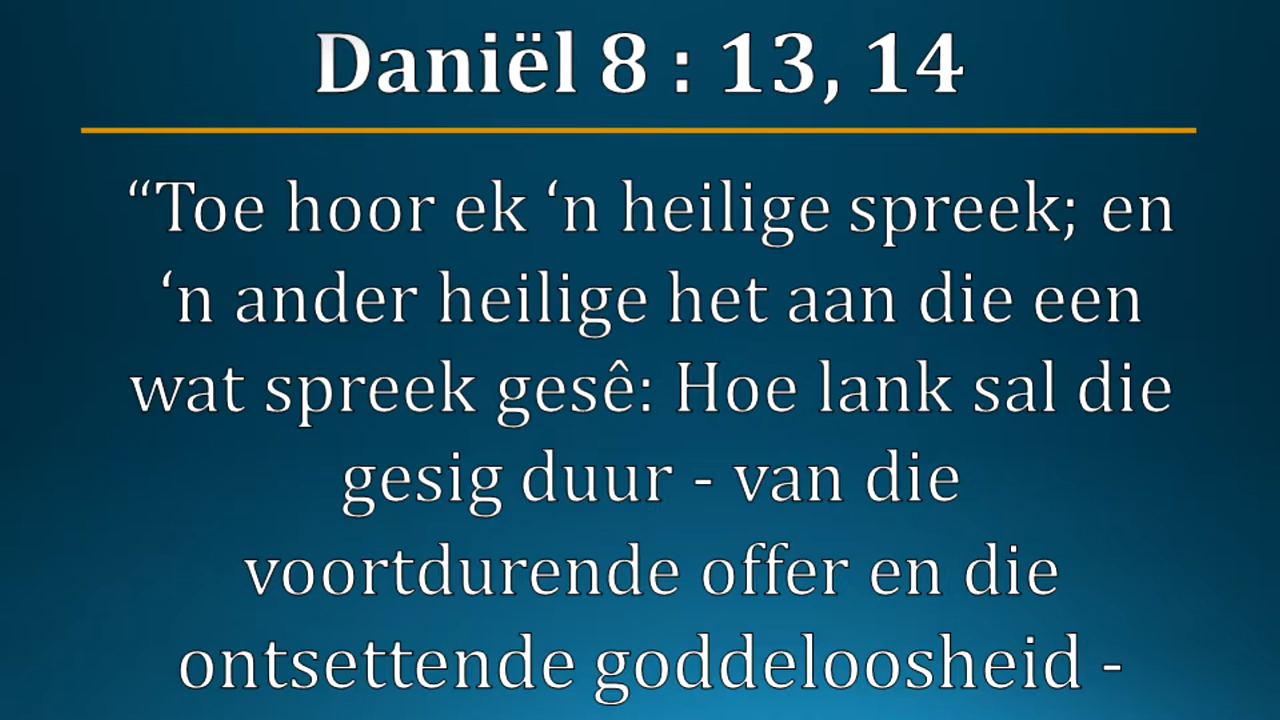 Daniël 8 : 13, 14
“Toe hoor ek ‘n heilige spreek; en
‘n ander heilige het aan die een
wat spreek gesê: Hoe lank sal die
gesig duur - van die
voortdurende offer en die
ontsettende goddeloosheid -